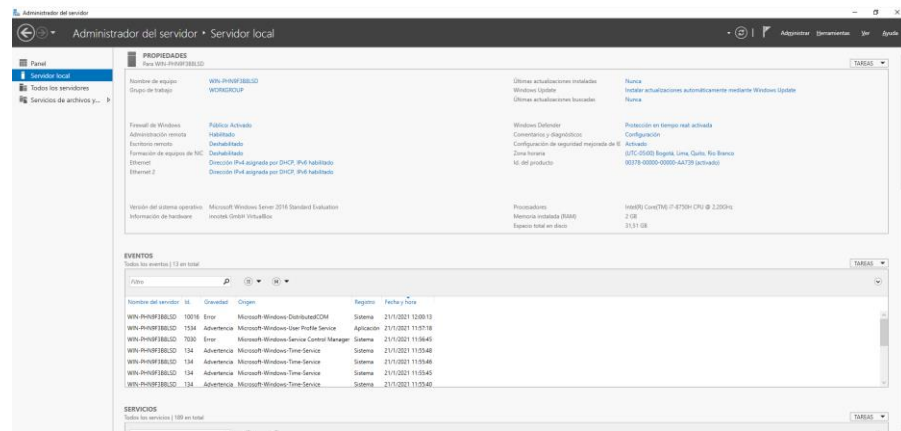 Administrador del servidor
Administrador del servidor • Servidor local
Administrar Herramientas Ver Ayuda
Panel
Servidor local
Todos los servidores
Servicios de archivos y...
PROPIEDADES
Para WIN-PHN9F3B8LSD
TAREAS
Nombre de equipo WIN-PHN9F3B8LSD
Grupo de trabajo WORKGROUP
Últimas actualizaciones instaladas Nunca
Windows Update Instalar actualizaciones automáticamente mediante Windows Update
Últimas actualizaciones buscadas Nunca
Firewall de Windows Público: Activado
Administración remota Habilitado
Escritorio remoto Deshabilitado
Formación de equipos de NIC Deshabilitado
Ethernet Dirección IPv4 asignada por DHCP, IPv6 habilitado
Ethernet 2 Dirección IPv4 asignada por DHCP, IPv6 habilitado
Windows Defender Protección en tiempo real: activada
Comentarios y diagnósticos Configuración
Configuración de seguridad mejorada de IE Activado
Zona horaria (UTC-05:00) Bogotá, Lima, Quito, Rio Branco
Id. del producto 00378-00000-00000-AA739 (activado)
Versión del sistema operativo Microsoft Windows Server 2016 Standard Evaluation
Información de hardware innotek GmbH VirtualBox
Procesadores Intel(R) Core(TM) i7-8750H CPU @ 2.20GHz
Memoria instalada (RAM) 2 GB
Espacio total en disco 31,51 GB
EVENTOS
Todos los eventos | 13 en total
TAREAS
Filtro
Nombre del servidor Id. Gravedad Origen Registro Fecha y hora
WIN-PHN9F3B8LSD 10016 Error Microsoft-Windows-DistributedCOM Sistema 21/1/2021 12:00:13
WIN-PHN9F3B8LSD 1534 Advertencia Microsoft-Windows-User Profile Service Aplicación 21/1/2021 11:57:18
WIN-PHN9F3B8LSD 7030 Error Microsoft-Windows-Service Control Manager Sistema 21/1/2021 11:56:45
WIN-PHN9F3B8LSD 134 Advertencia Microsoft-Windows-Time-Service Sistema 21/1/2021 11:55:48
WIN-PHN9F3B8LSD 134 Advertencia Microsoft-Windows-Time-Service Sistema 21/1/2021 11:55:46
WIN-PHN9F3B8LSD 134 Advertencia Microsoft-Windows-Time-Service Sistema 21/1/2021 11:55:45
WIN-PHN9F3B8LSD 134 Advertencia Microsoft-Windows-Time-Service Sistema 21/1/2021 11:55:40
SERVICIOS
Todos los servicios | 189 en total
TAREAS